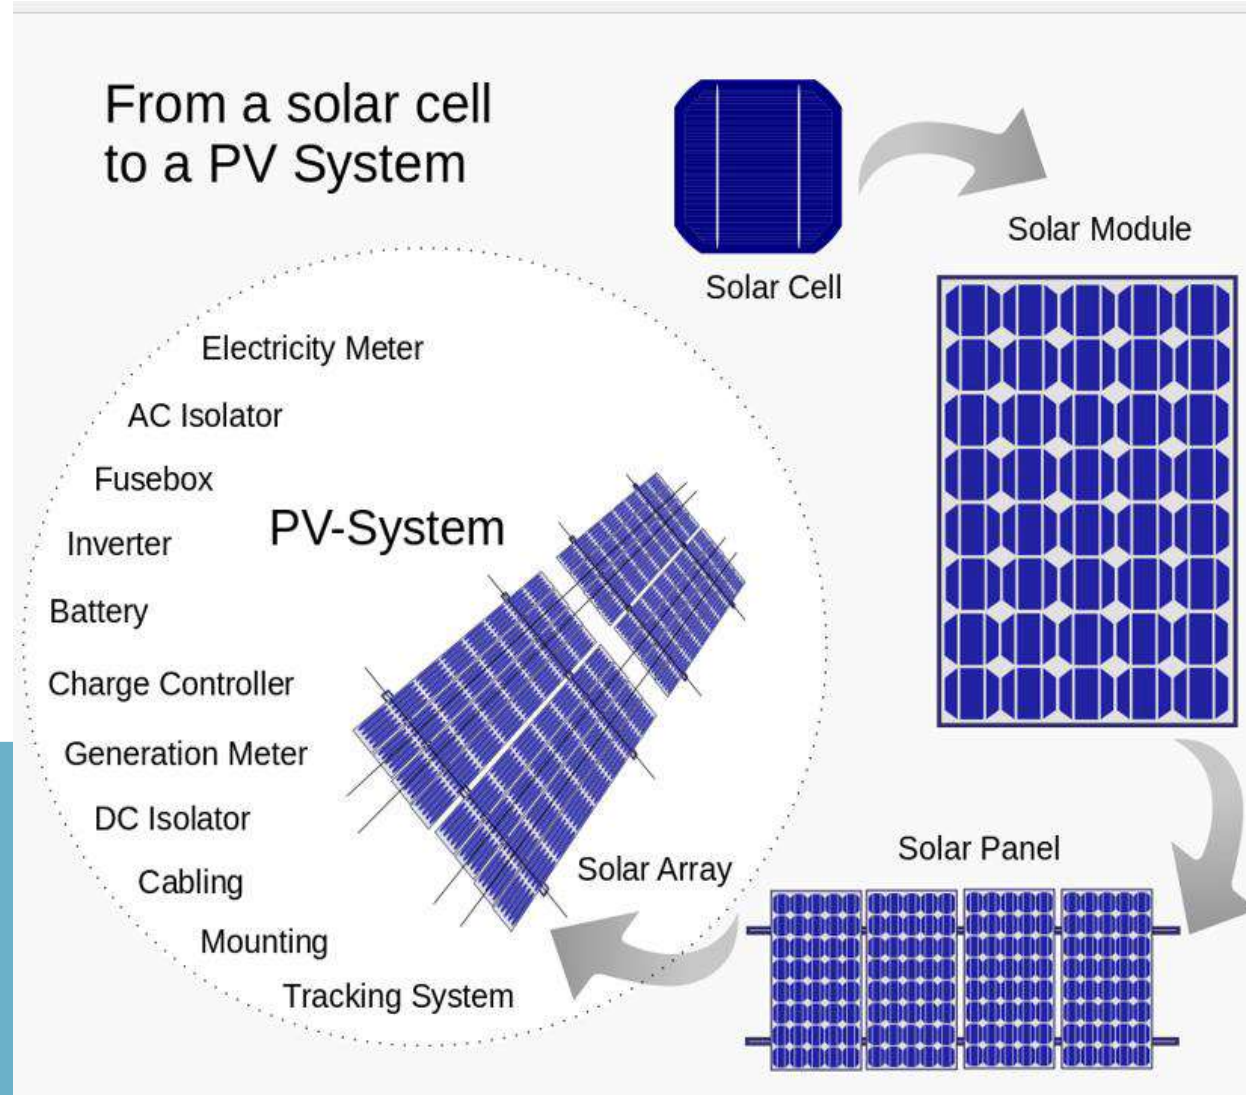 From a solar cell
to a PV System
Solar Cell
Solar Module
Solar Panel
Solar Array
PV-System
Electricity Meter
AC Isolator
Fusebox
Inverter
Battery
Charge Controller
Generation Meter
DC Isolator
Cabling
Mounting
Tracking System